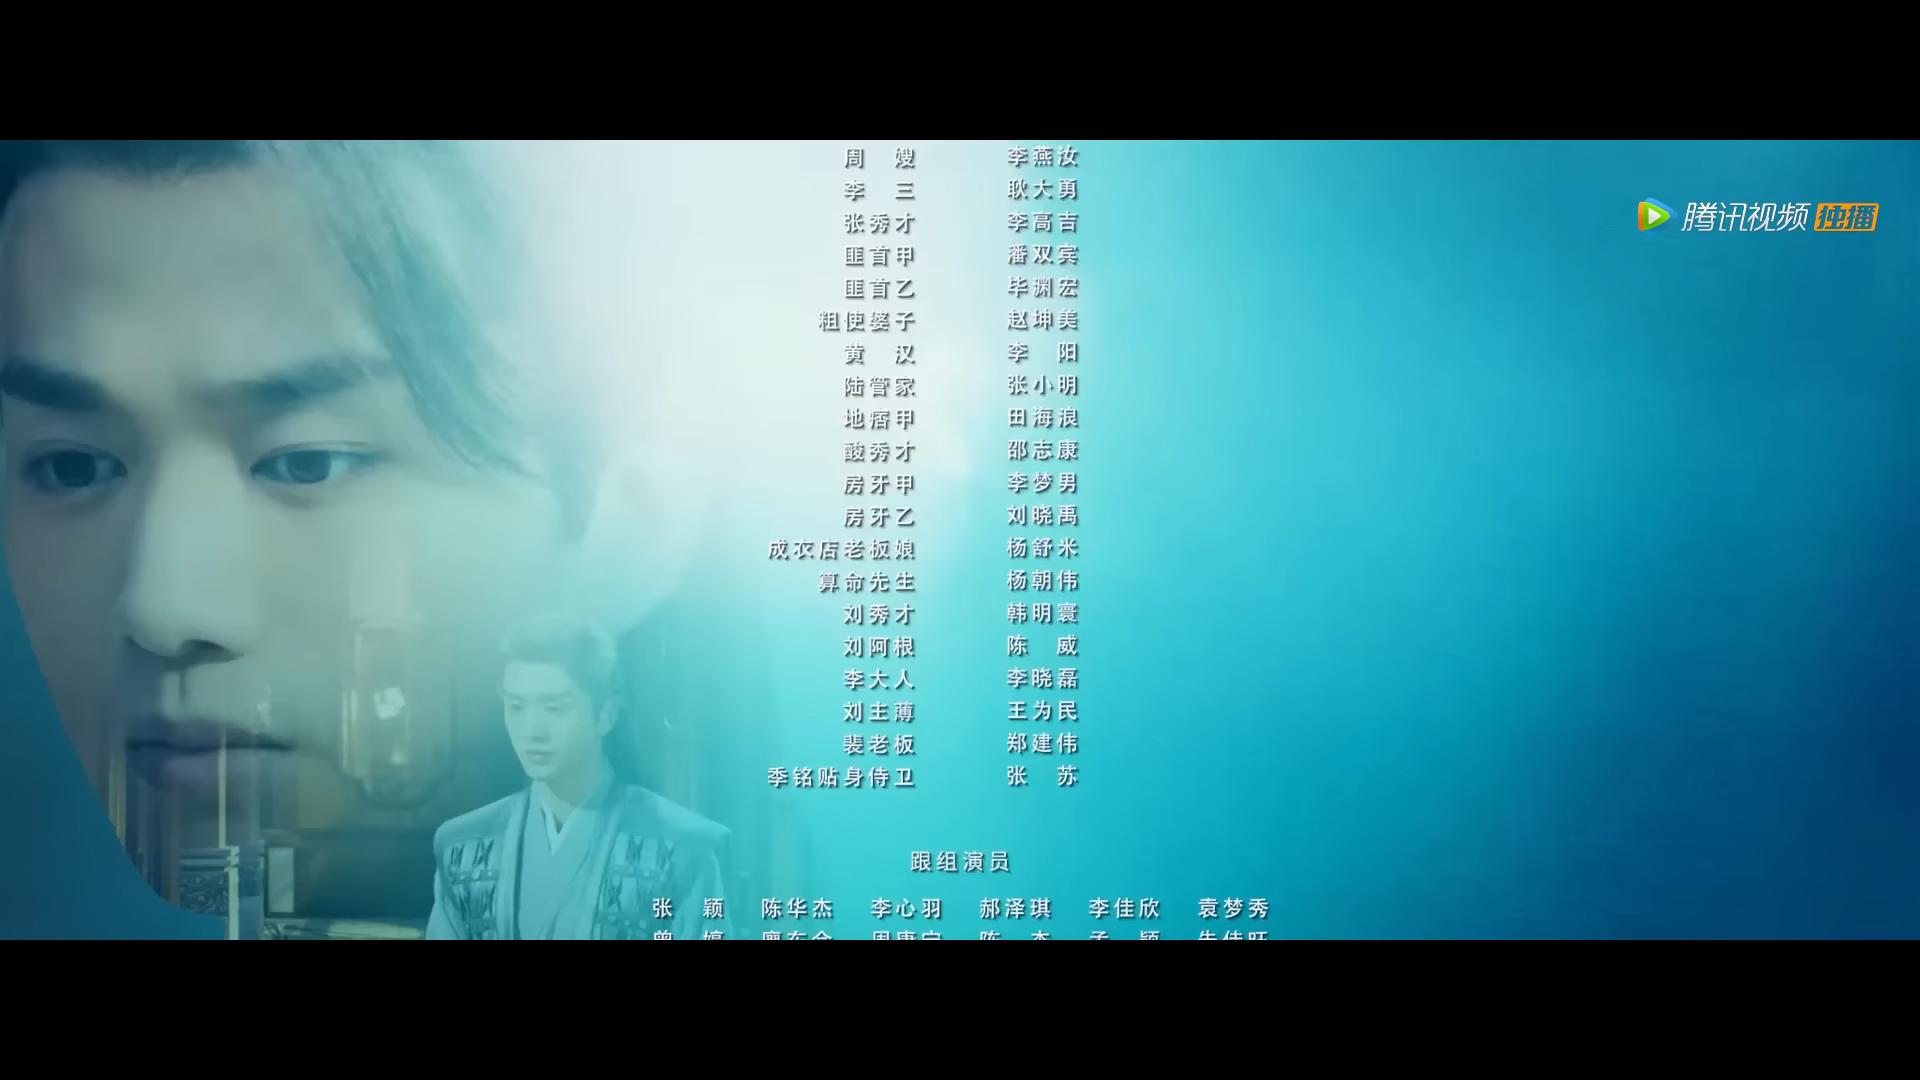 周 嫂 李燕汝
李 三 耿大勇
腾讯视频 独播
张秀才 李高吉
匪首甲 潘双宾
匪首乙 毕渊宏
粗使婆子 赵坤美
黄 汉 李 阳
陆管家 张小明
地痞甲 田海浪
酸秀才 邵志康
房牙甲 李梦男
房牙乙 刘晓禹
成衣店老板娘 杨舒米
算命先生 杨朝伟
刘秀才 韩明寰
刘阿根 陈 威
李大人 李晓磊
刘主薄 王为民
裴老板 郑建伟
季铭贴身侍卫 张 苏
跟组演员
张 颖 陈华杰 李心羽 郝泽琪 李佳欣 袁梦秀